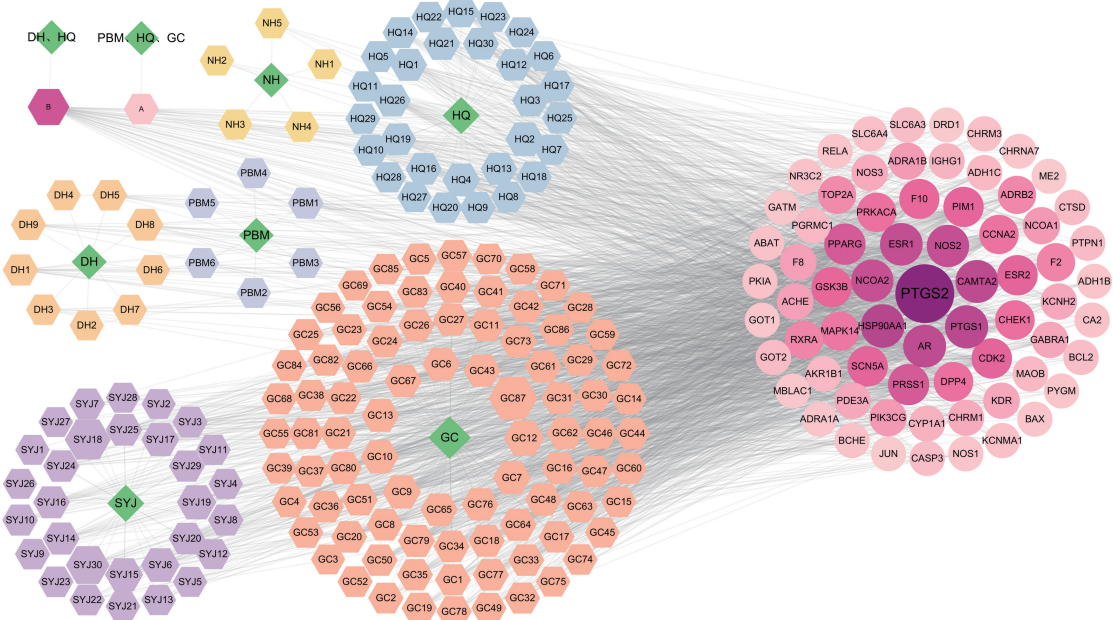 DH、HQ
PBM、HQ、GC
B
A
NH5
NH2
NH1
NH
NH3
NH4
HQ15
HQ22
HQ23
HQ14
HQ21
HQ30
HQ24
HQ5
HQ1
HQ12
HQ6
HQ11
HQ26
HQ3
HQ17
HQ
HQ29
HQ25
HQ19
HQ2
HQ10
HQ7
HQ16
HQ4
HQ13
HQ28
HQ18
HQ27
HQ20
HQ9
HQ8
PBM4
PBM5
PBM1
PBM
PBM6
PBM3
PBM2
DH4
DH5
DH9
DH8
DH
DH1
DH6
DH3
DH7
DH2
SYJ28
SYJ7
SYJ2
SYJ27
SYJ3
SYJ18
SYJ25
SYJ17
SYJ1
SYJ11
SYJ24
SYJ29
SYJ26
SYJ4
SYJ16
SYJ
SYJ19
SYJ10
SYJ8
SYJ14
SYJ20
SYJ9
SYJ12
SYJ30
SYJ15
SYJ6
SYJ23
SYJ5
SYJ22
SYJ21
SYJ13
GC57
GC5
GC70
GC85
GC58
GC69
GC83
GC40
GC41
GC71
GC56
GC54
GC42
GC28
GC25
GC23
GC26
GC27
GC11
GC86
GC59
GC24
GC73
GC84
GC82
GC66
GC6
GC43
GC61
GC29
GC72
GC67
GC68
GC38
GC22
GC87
GC31
GC30
GC14
GC13
GC55
GC81
GC21
GC
GC12
GC62
GC46
GC44
GC10
GC39
GC37
GC80
GC7
GC16
GC47
GC60
GC4
GC36
GC51
GC9
GC65
GC76
GC48
GC63
GC15
GC53
GC20
GC8
GC79
GC34
GC18
GC64
GC17
GC45
GC3
GC50
GC35
GC1
GC77
GC33
GC74
GC52
GC75
GC2
GC19
GC78
GC49
GC32
SLC6A3
DRD1
SLC6A4
CHRM3
RELA
ADRA1B
IGHG1
CHRNA7
NR3C2
NOS3
ADH1C
ME2
TOP2A
F10
ADRB2
GATM
PRKACA
PIM1
CTSD
PGRMC1
NCOA1
ABAT
PPARG
ESR1
NOS2
CCNA2
PTPN1
F8
F2
PKIA
GSK3B
NCOA2
PTGS2
CAMTA2
ESR2
ADH1B
ACHE
KCNH2
GOT1
RXRA
MAPK14
HSP90AA1
PTGS1
CHEK1
CA2
AR
GABRA1
GOT2
SCN5A
CDK2
BCL2
AKR1B1
PRSS1
DPP4
MAOB
MBLAC1
PDE3A
KDR
PYGM
ADRA1A
PIK3CG
CYP1A1
CHRM1
BAX
BCHE
KCNMA1
JUN
CASP3
NOS1